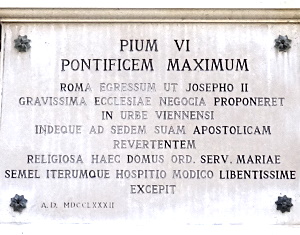 PIUM VI
PONTIFICEM MAXIMUM
ROMA EGRESSUM UT JOSEPHO II
GRAVISSIMA ECCLESIAE NEGOCIA PROPONERET
IN URBE VIENNENSI
INDEQUE AD SEDEM SUAM APOSTOLICAM
REVERTENTEM
RELIGIOSA HAEC DOMUS ORD. SERV. MARIAE
SEMEL ITERUMQUE HOSPITIO MODICO LIBENTISSIME
EXCEPIT
A.D. MDCCLXXXII